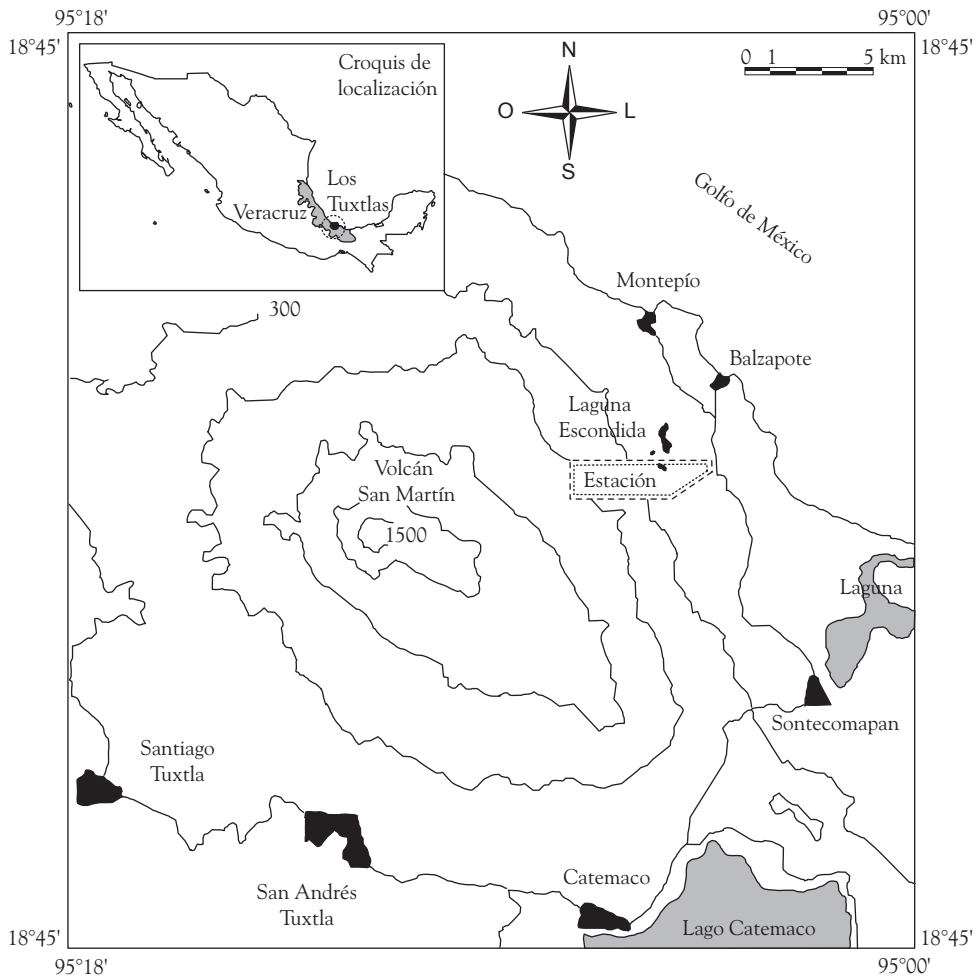 95°18'
95°00'
18°45'
18°45'
Croquis de
localización
N
O
L
S
0 1
5 km
Los
Tuxtlas
Veracruz
Golfo de México
Montepío
300
Balzapote
Laguna
Escondida
Volcán
San Martín
Estación
1500
Laguna
Sontecomapan
Santiago
Tuxtla
San Andrés
Tuxtla
Catemaco
Lago Catemaco
18°45'
18°45'
95°18'
95°00'